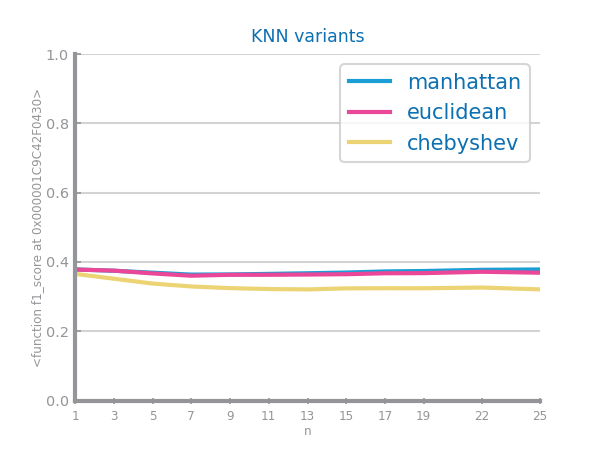 KNN variants
<function f1_score at 0x000001C9C42F0430>
1.0
0.8
0.6
0.4
0.2
0.0
manhattan
euclidean
chebyshev
1 3 5 7 9 11 13 15 17 19 22 25
n